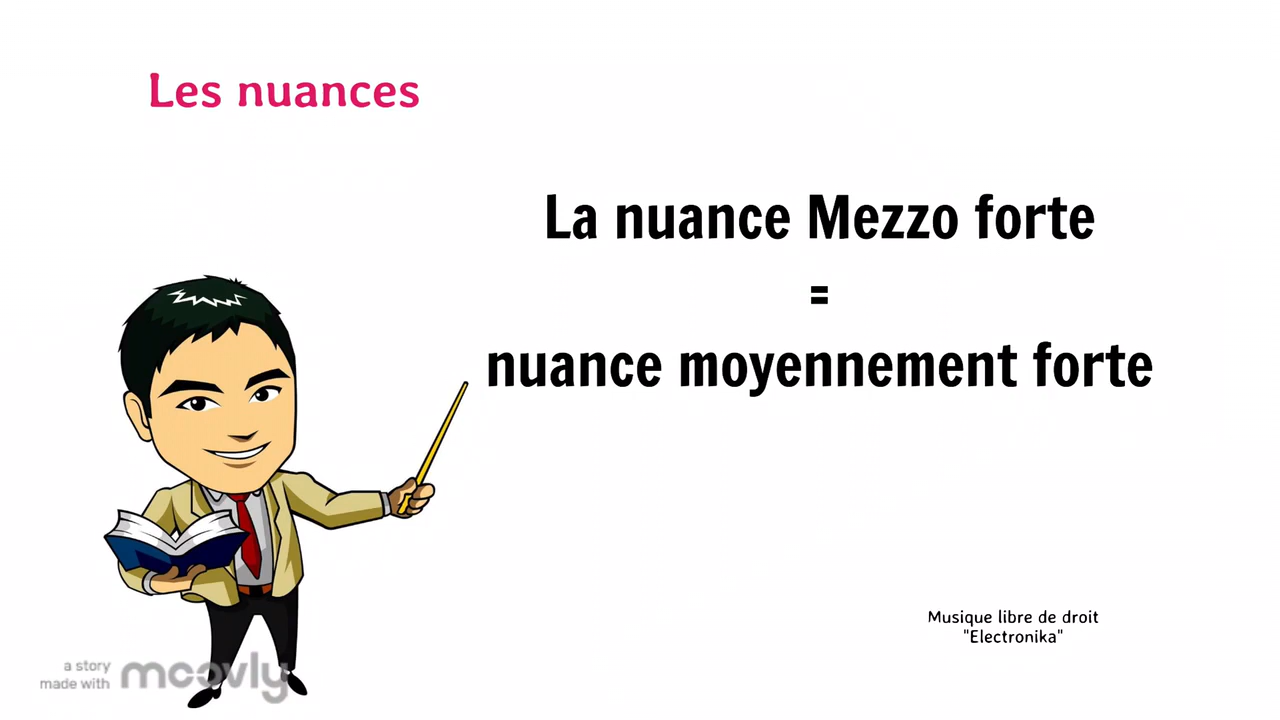 Les nuances
La nuance Mezzo forte
=
nuance moyennement forte
Musique libre de droit
"Electronika"
a story
made with moovly